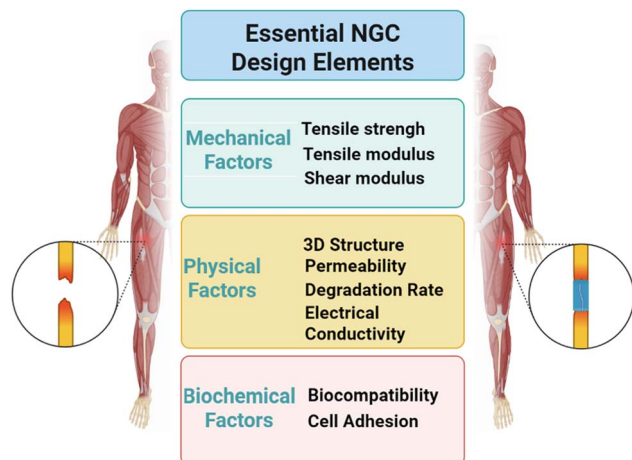 Essential NGC
Design Elements
Mechanical
Factors
Tensile strengh
Tensile modulus
Shear modulus
Physical
Factors
3D Structure
Permeability
Degradation Rate
Electrical
Conductivity
Biochemical
Factors
Biocompatibility
Cell Adhesion